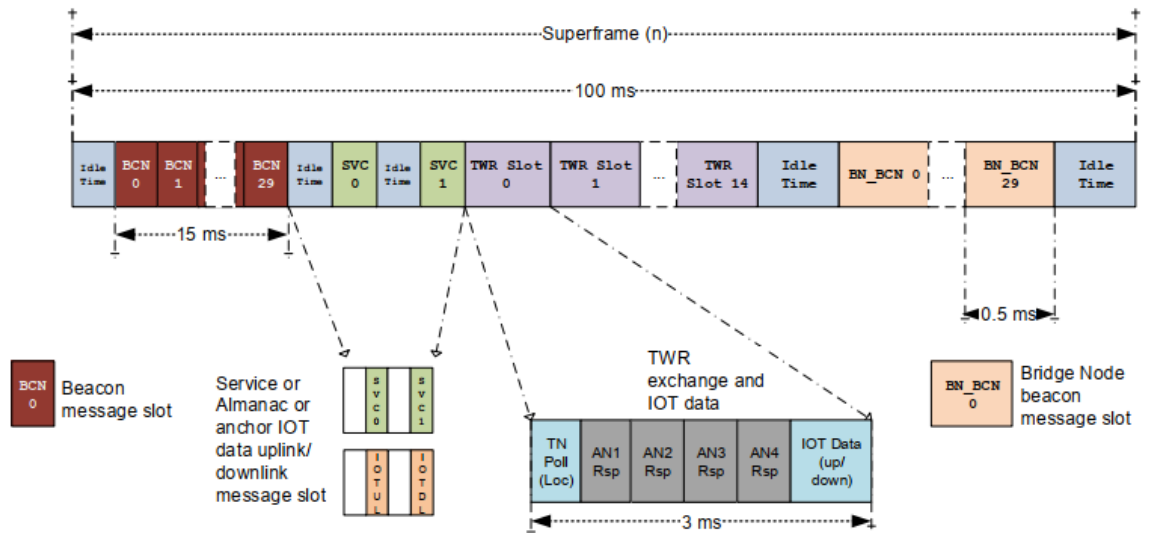 Superframe (n)
100 ms
Idle Time
BCN 0
BCN 1
...
BCN 29
Idle Time
SVC 0
Idle Time
SVC 1
TWR Slot 0
TWR Slot 1
...
TWR Slot 14
Idle Time
BN_BCN 0
...
BN_BCN 29
Idle Time
15 ms
0.5 ms
BCN 0
Beacon
message slot
Service or
Almanac or
anchor IOT
data uplink/
downlink
message slot
SVC0
SVC1
IOTUL
IOTDL
TWR
exchange and
IOT data
TN
Poll
(Loc)
AN1
Rsp
AN2
Rsp
AN3
Rsp
AN4
Rsp
IOT Data
(up/
down)
3 ms
BN_BCN
0
Bridge Node
beacon
message slot